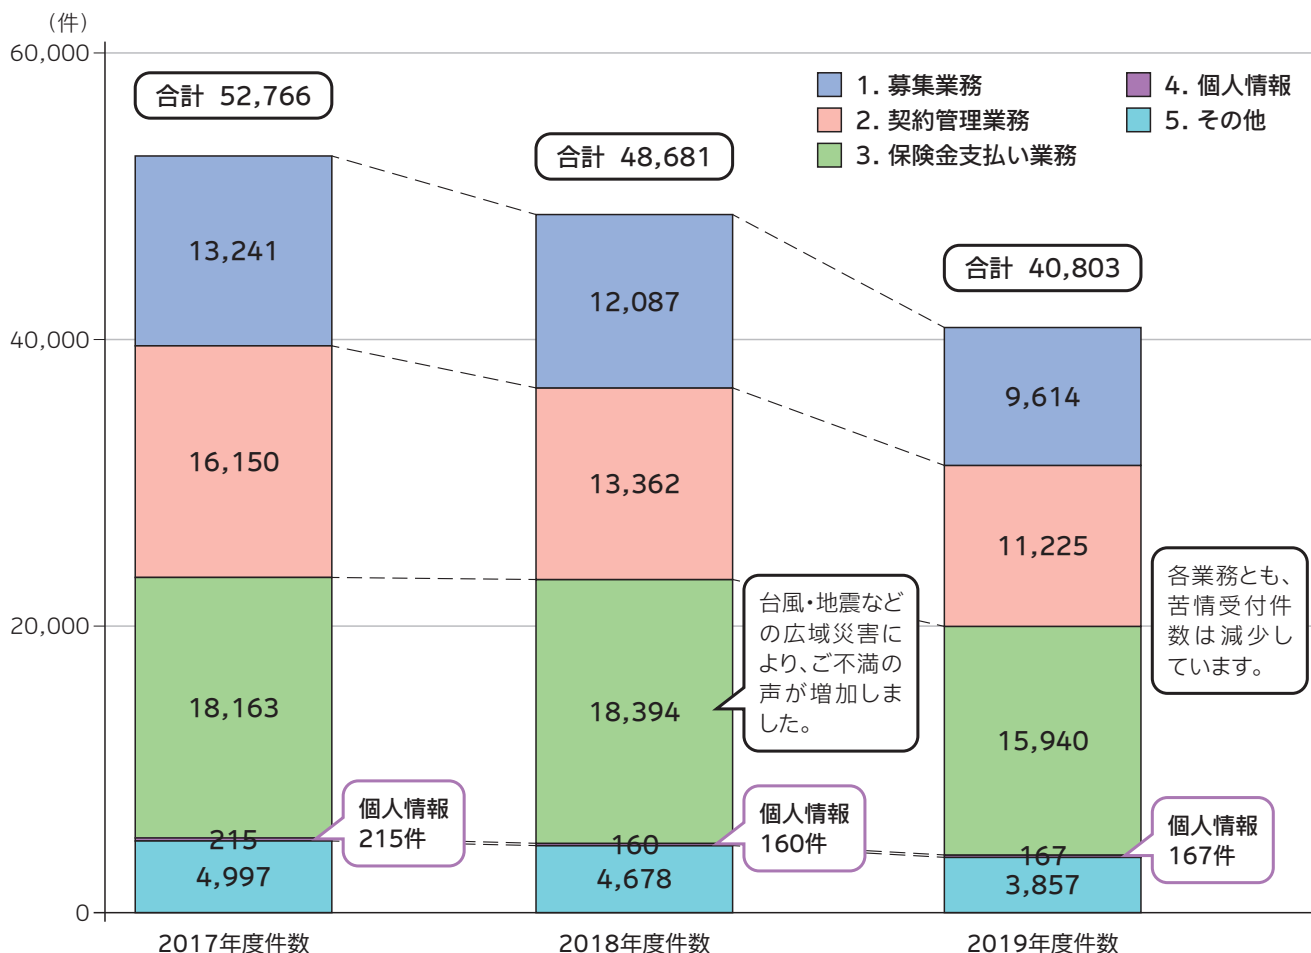 （件）
60,000
40,000
20,000
0
1. 募集業務
2. 契約管理業務
3. 保険金支払い業務
4. 個人情報
5. その他
合計 52,766
13,241
16,150
18,163
215
4,997
個人情報
215件
2017年度件数
合計 48,681
12,087
13,362
18,394
160
4,678
台風・地震など
の広域災害に
より、ご不満の
声が増加しま
した。
個人情報
160件
2018年度件数
合計 40,803
9,614
11,225
15,940
167
3,857
各業務とも、
苦情受付件
数は減少し
ています。
個人情報
167件
2019年度件数